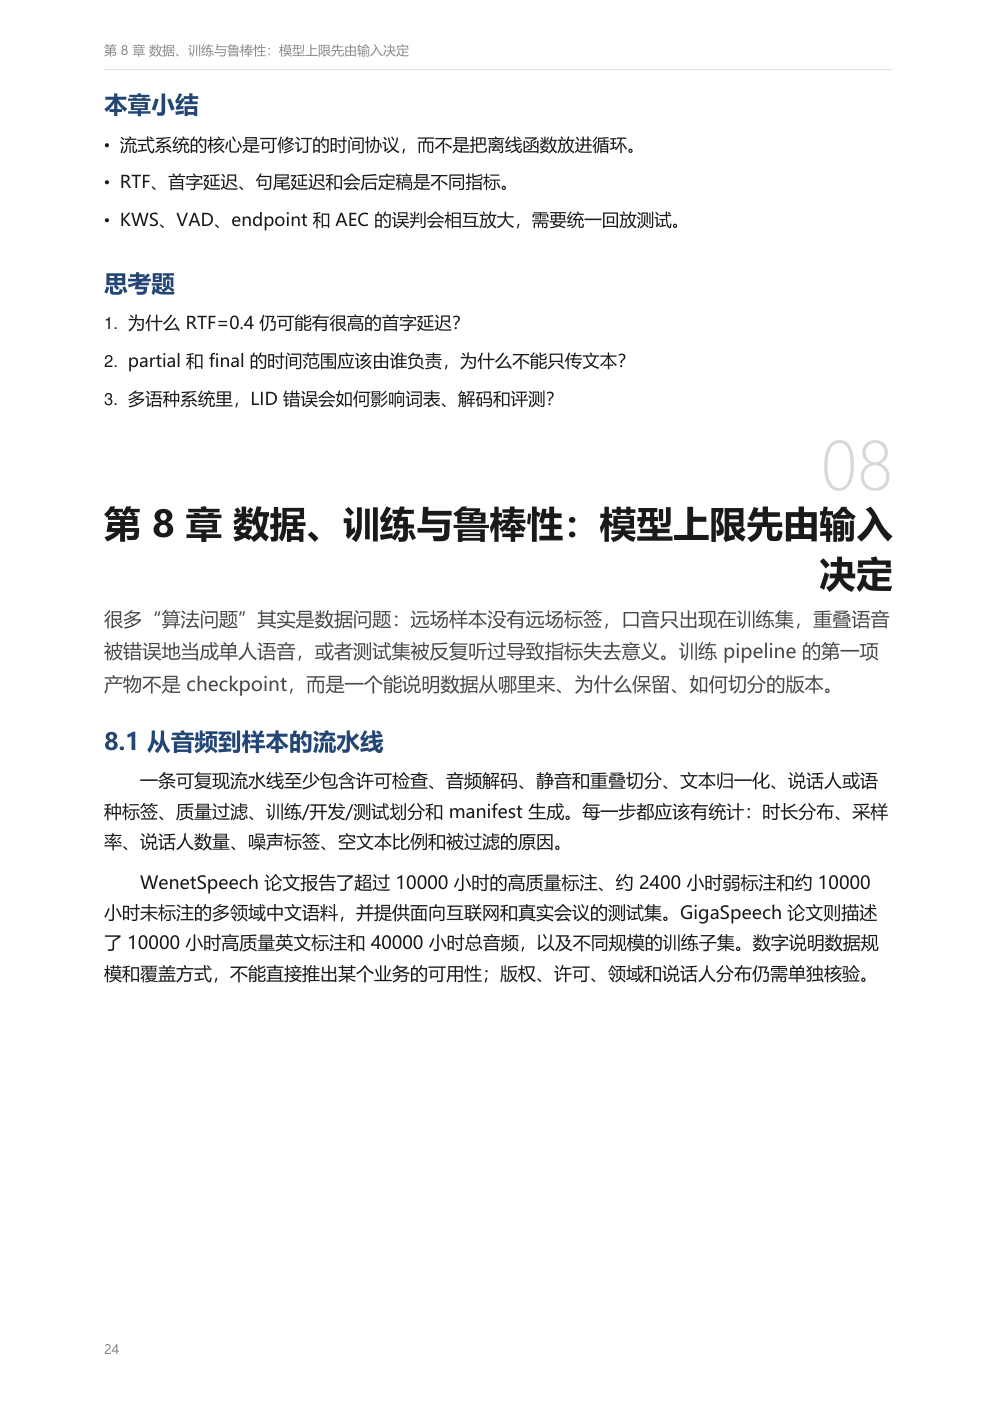 第 8 章 数据、训练与鲁棒性：模型上限先由输入决定
本章小结
• 流式系统的核心是可修订的时间协议，而不是把离线函数放进循环。
• RTF、首字延迟、句尾延迟和会后定稿是不同指标。
• KWS、VAD、endpoint 和 AEC 的误判会相互放大，需要统一回放测试。
思考题
1. 为什么 RTF=0.4 仍可能有很高的首字延迟？
2. partial 和 final 的时间范围应该由谁负责，为什么不能只传文本？
3. 多语种系统里，LID 错误会如何影响词表、解码和评测？
08
第 8 章 数据、训练与鲁棒性：模型上限先由输入
决定
很多“算法问题”其实是数据问题：远场样本没有远场标签，口音只出现在训练集，重叠语音
被错误地当成单人语音，或者测试集被反复听过导致指标失去意义。训练 pipeline 的第一项
产物不是 checkpoint，而是一个能说明数据从哪里来、为什么保留、如何切分的版本。
8.1 从音频到样本的流水线
一条可复现流水线至少包含许可检查、音频解码、静音和重叠切分、文本归一化、说话人或语
种标签、质量过滤、训练/开发/测试划分和 manifest 生成。每一步都应该有统计：时长分布、采样
率、说话人数量、噪声标签、空文本比例和被过滤的原因。
WenetSpeech 论文报告了超过 10000 小时的高质量标注、约 2400 小时弱标注和约 10000
小时未标注的多领域中文语料，并提供面向互联网和真实会议的测试集。GigaSpeech 论文则描述
了 10000 小时高质量英文标注和 40000 小时总音频，以及不同规模的训练子集。数字说明数据规
模和覆盖方式，不能直接推出某个业务的可用性；版权、许可、领域和说话人分布仍需单独核验。
24